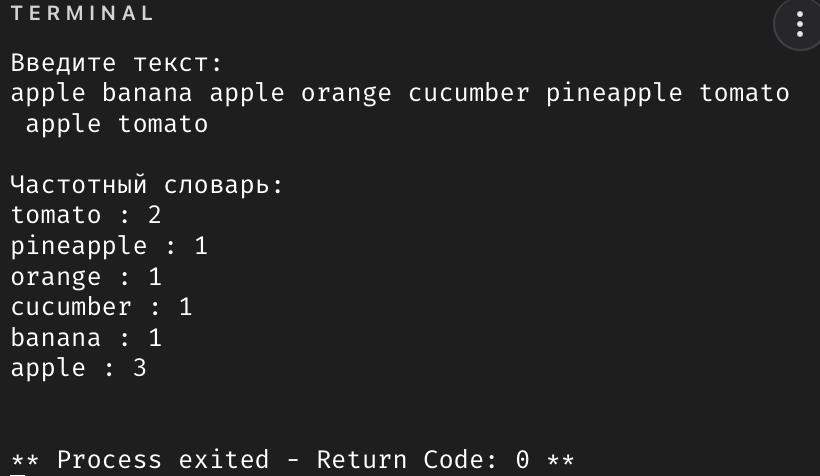 TERMINAL
Введите текст:
apple banana apple orange cucumber pineapple tomato
apple tomato
Частотный словарь:
tomato : 2
pineapple : 1
orange : 1
cucumber : 1
banana : 1
apple : 3
** Process exited - Return Code: 0 **